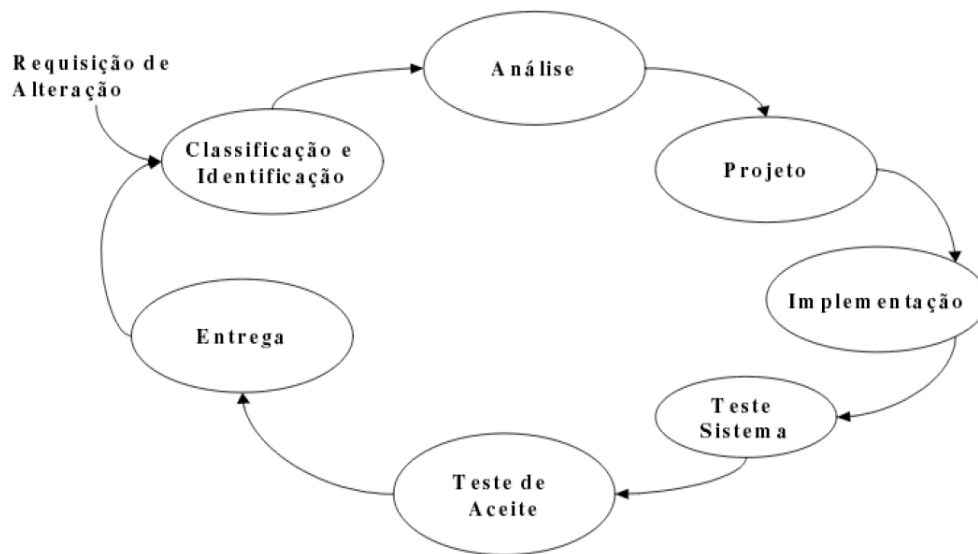 Requisição de
Alteração
Análise
Classificação e
Identificação
Projeto
Implementação
Entrega
Teste
Sistema
Teste de
Aceite